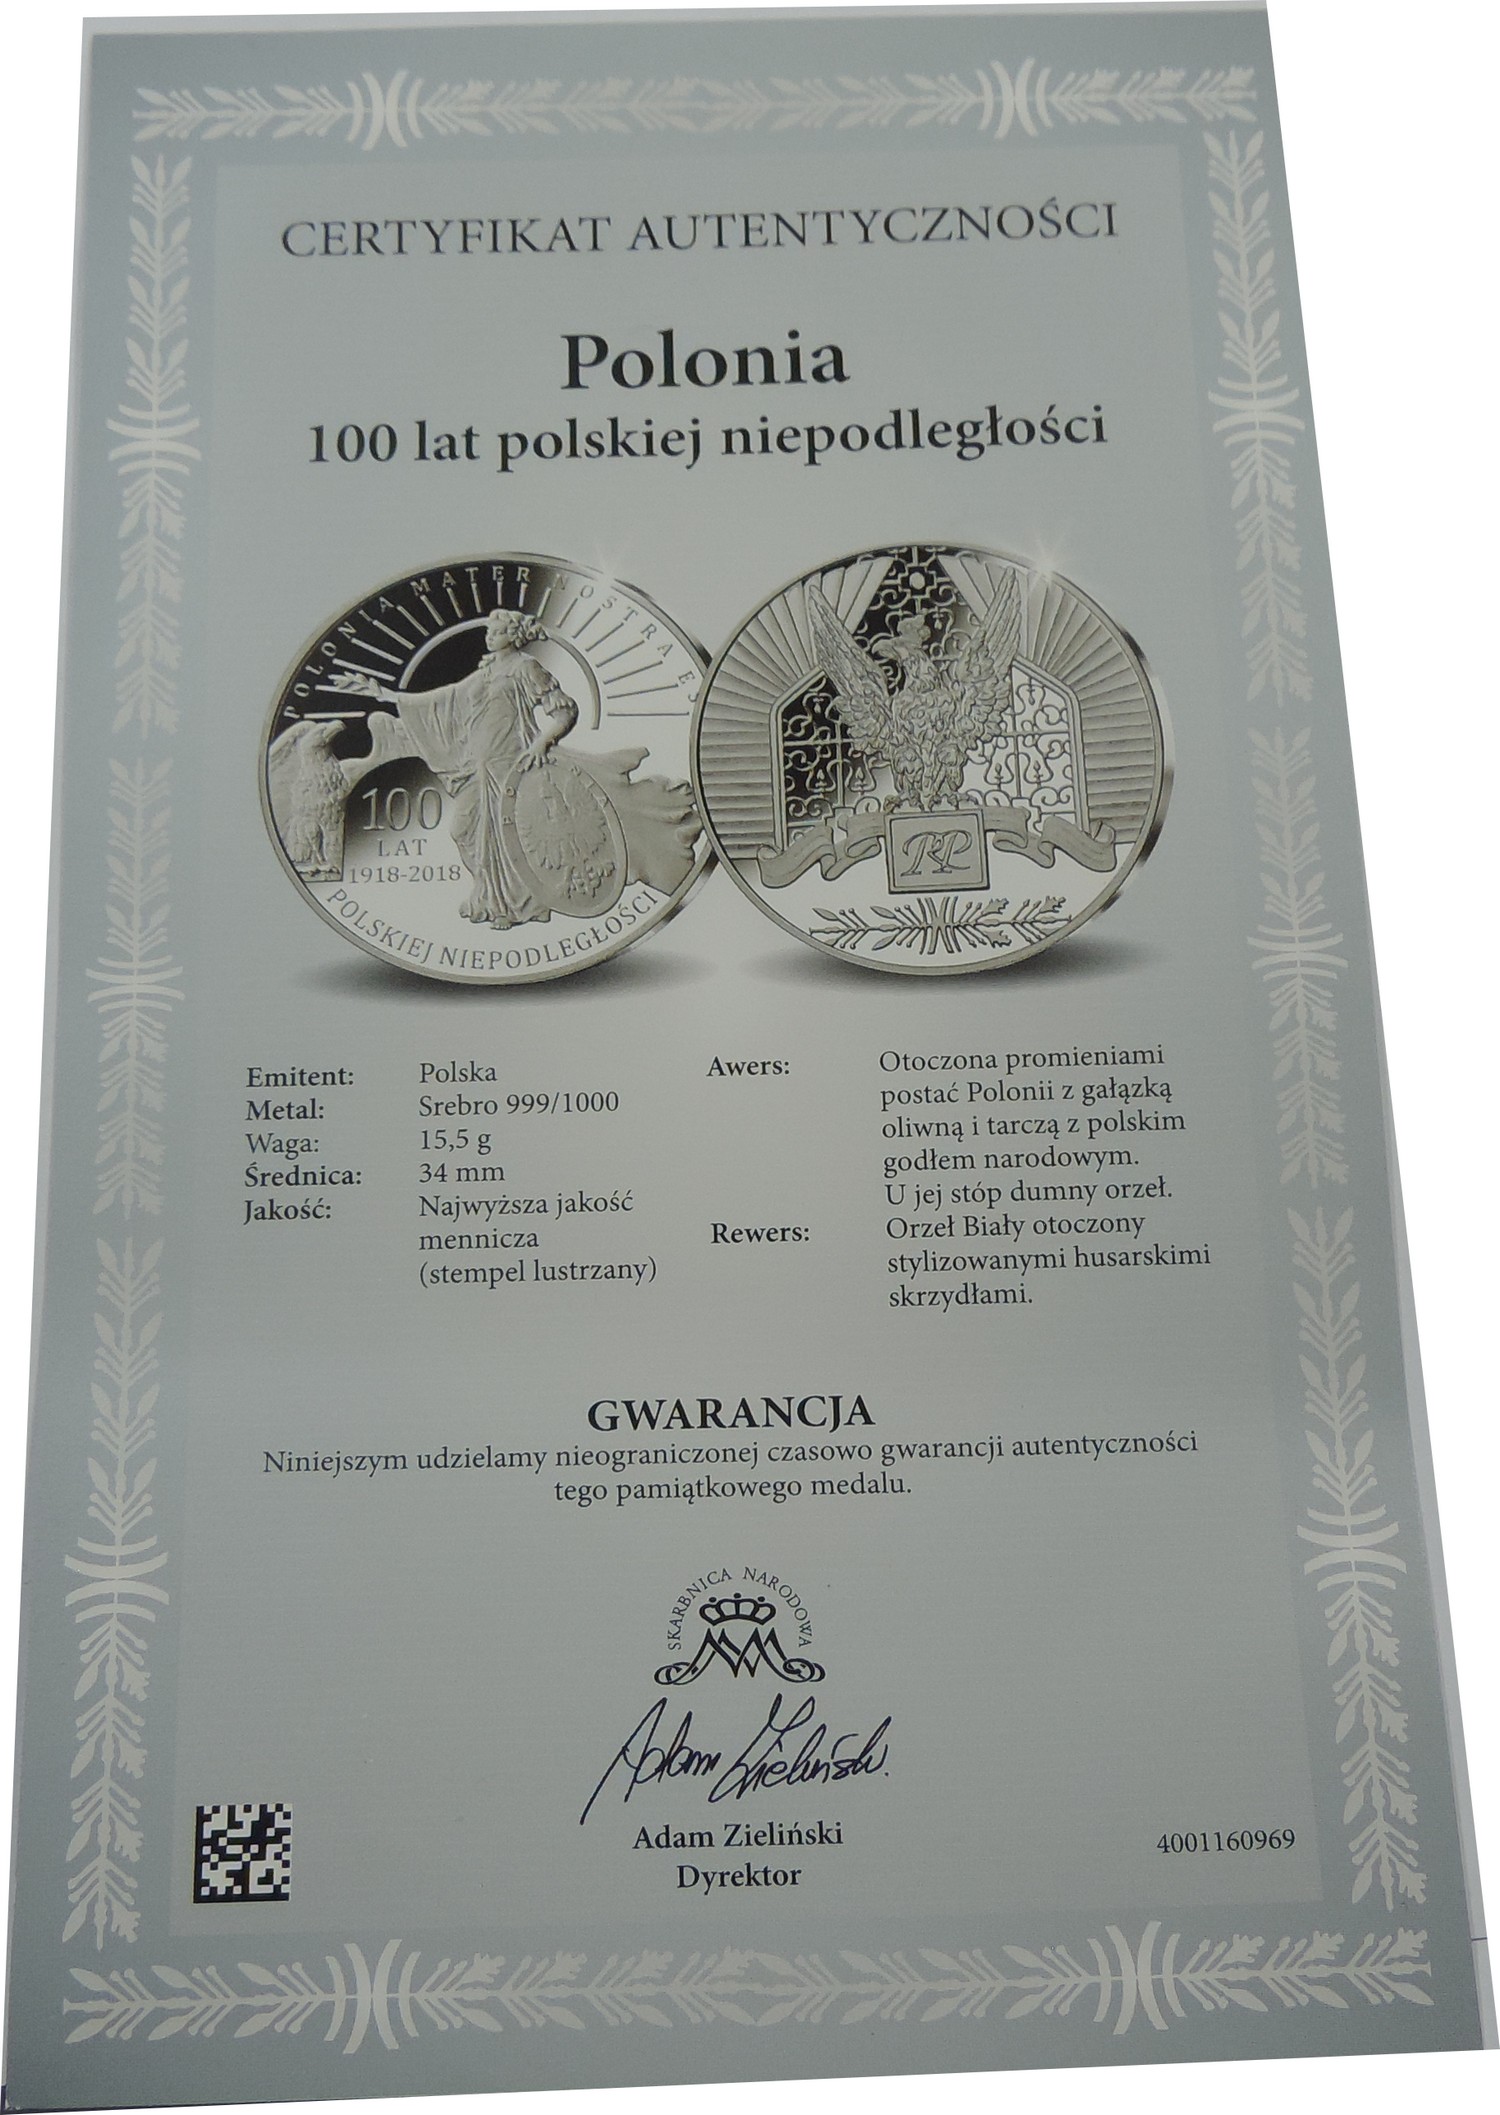 CERTYFIKAT AUTENTYCZNOŚCI
Polonia
100 lat polskiej niepodległości
POLONIA MATER NOSTRA ES
100
LAT
1918-2018
POLSKIEJ NIEPODLEGŁOŚCI
POLONIA
RP
Emitent: Polska
Metal: Srebro 999/1000
Waga: 15,5 g
Średnica: 34 mm
Jakość: Najwyższa jakość
mennicza
(stempel lustrzany)
Awers: Otoczona promieniami
postać Polonii z gałązką
oliwną i tarczą z polskim
godłem narodowym.
U jej stóp dumny orzeł.
Rewers: Orzeł Biały otoczony
stylizowanymi husarskimi
skrzydłami.
GWARANCJA
Niniejszym udzielamy nieograniczonej czasowo gwarancji autentyczności
tego pamiątkowego medalu.
SKARBNICA NARODOWA
Adam Zieliński
Adam Zieliński
Dyrektor
4001160969